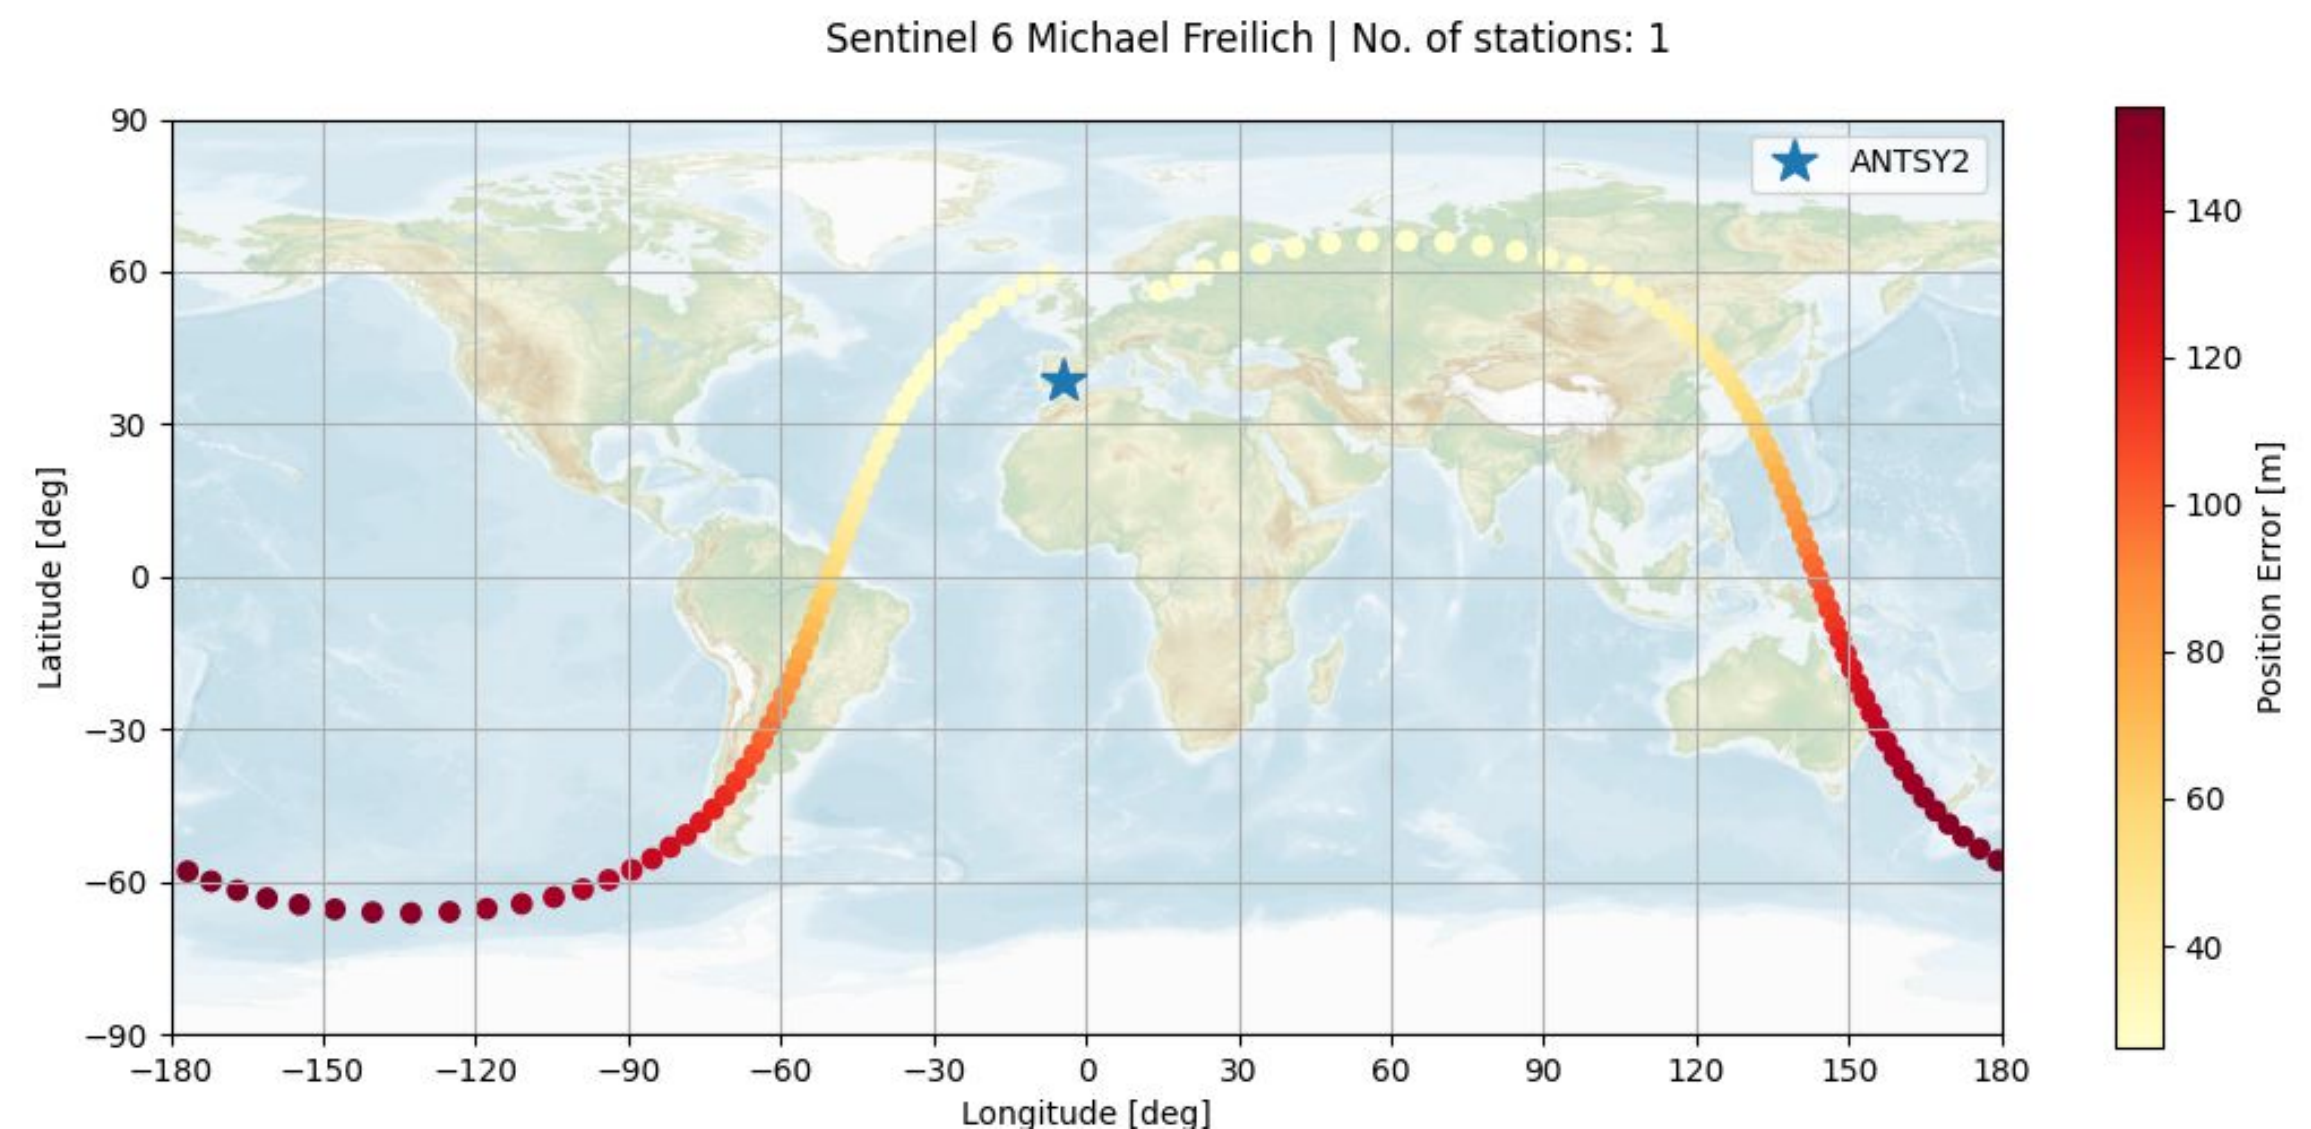 Sentinel 6 Michael Freilich | No. of stations: 1
90
60
30
0
−30
−60
−90
Latitude [deg]
ANTSY2
−180 −150 −120 −90 −60 −30 0 30 60 90 120 150 180
Longitude [deg]
140
120
100
80
60
40
Position Error [m]